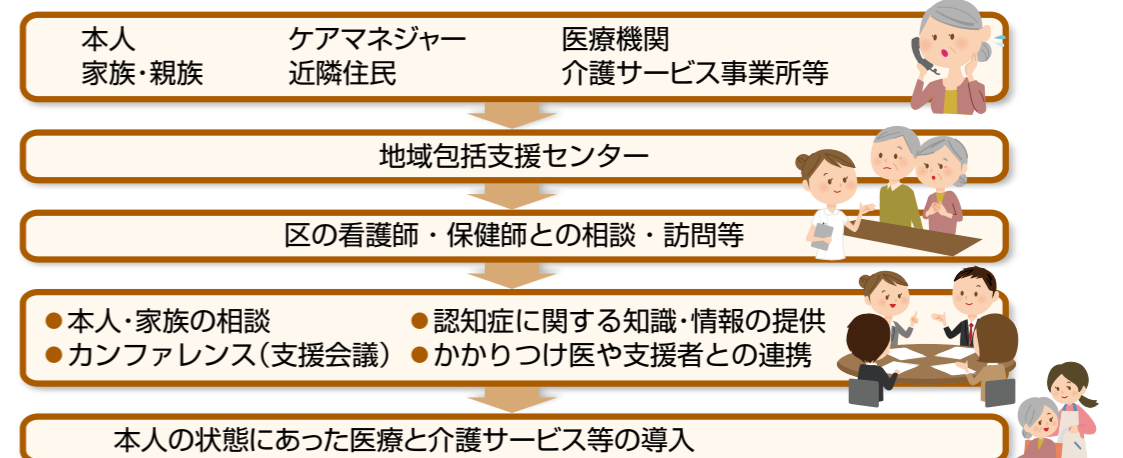 本人 ケアマネジャー 医療機関
家族・親族 近隣住民 介護サービス事業所等
地域包括支援センター
区の看護師・保健師との相談・訪問等
●本人・家族の相談 ●認知症に関する知識・情報の提供
●カンファレンス（支援会議） ●かかりつけ医や支援者との連携
本人の状態にあった医療と介護サービス等の導入